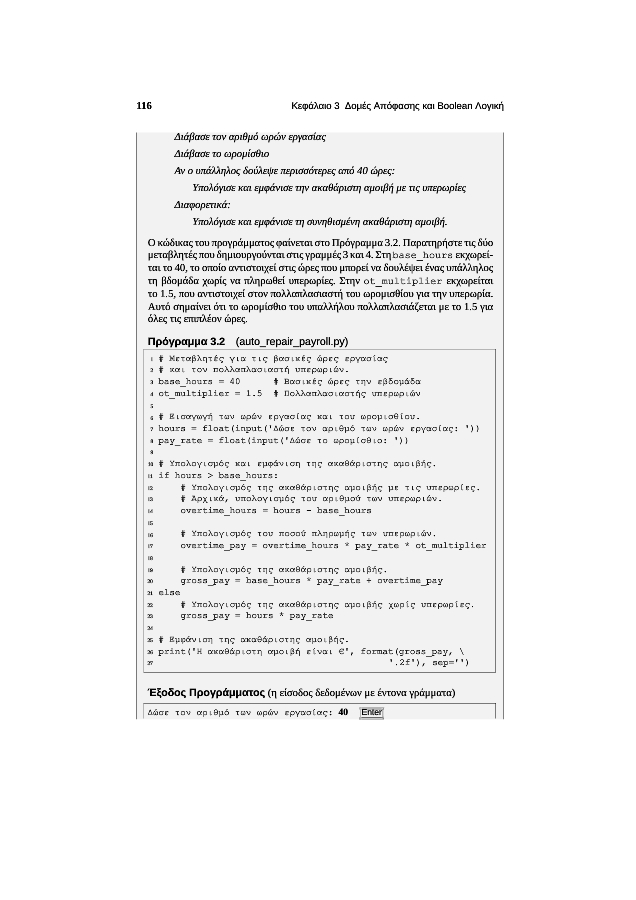 116 Κεφάλαιο 3 Δομές Απόφασης και Boolean Λογική
Διάβασε τον αριθμό ωρών εργασίας
Διάβασε το ωρομίσθιο
Αν ο υπάλληλος δούλεψε περισσότερες από 40 ώρες:
Υπολόγισε και εμφάνισε την ακαθάριστη αμοιβή με τις υπερωρίες
Διαφορετικά:
Υπολόγισε και εμφάνισε τη συνηθισμένη ακαθάριστη αμοιβή.
Ο κώδικας του προγράμματος φαίνεται στο Πρόγραμμα 3.2. Παρατηρήστε τις δύο
μεταβλητές που δημιουργούνται στις γραμμές 3 και 4. Στη base_hours εκχωρεί-
ται το 40, το οποίο αντιστοιχεί στις ώρες που μπορεί να δουλέψει ένας υπάλληλος
τη βδομάδα χωρίς να πληρωθεί υπερωρίες. Στην ot_multiplier εκχωρείται
το 1.5, που αντιστοιχεί στον πολλαπλασιαστή του ωρομισθίου για την υπερωρία.
Αυτό σημαίνει ότι το ωρομίσθιο του υπαλλήλου πολλαπλασιάζεται με το 1.5 για
όλες τις επιπλέον ώρες.
Πρόγραμμα 3.2 (auto_repair_payroll.py)
1 # Μεταβλητές για τις βασικές ώρες εργασίας
2 # και τον πολλαπλασιαστή υπερωριών.
3 base_hours = 40 # Βασικές ώρες την εβδομάδα
4 ot_multiplier = 1.5 # Πολλαπλασιαστής υπερωριών
5
6 # Εισαγωγή των ωρών εργασίας και του ωρομισθίου.
7 hours = float(input('Δώσε τον αριθμό των ωρών εργασίας: '))
8 pay_rate = float(input('Δώσε το ωρομίσθιο: '))
9
10 # Υπολογισμός και εμφάνιση της ακαθάριστης αμοιβής.
11 if hours > base_hours:
12 # Υπολογισμός της ακαθάριστης αμοιβής με τις υπερωρίες.
13 # Αρχικά, υπολογισμός του αριθμού των υπερωριών.
14 overtime_hours = hours - base_hours
15
16 # Υπολογισμός του ποσού πληρωμής των υπερωριών.
17 overtime_pay = overtime_hours * pay_rate * ot_multiplier
18
19 # Υπολογισμός της ακαθάριστης αμοιβής.
20 gross_pay = base_hours * pay_rate + overtime_pay
21 else
22 # Υπολογισμός της ακαθάριστης αμοιβής χωρίς υπερωρίες.
23 gross_pay = hours * pay_rate
24
25 # Εμφάνιση της ακαθάριστης αμοιβής.
26 print('Η ακαθάριστη αμοιβή είναι €', format(gross_pay, \
27 '.2f'), sep='')
Έξοδος Προγράμματος (η είσοδος δεδομένων με έντονα γράμματα)
Δώσε τον αριθμό των ωρών εργασίας: 40 Enter